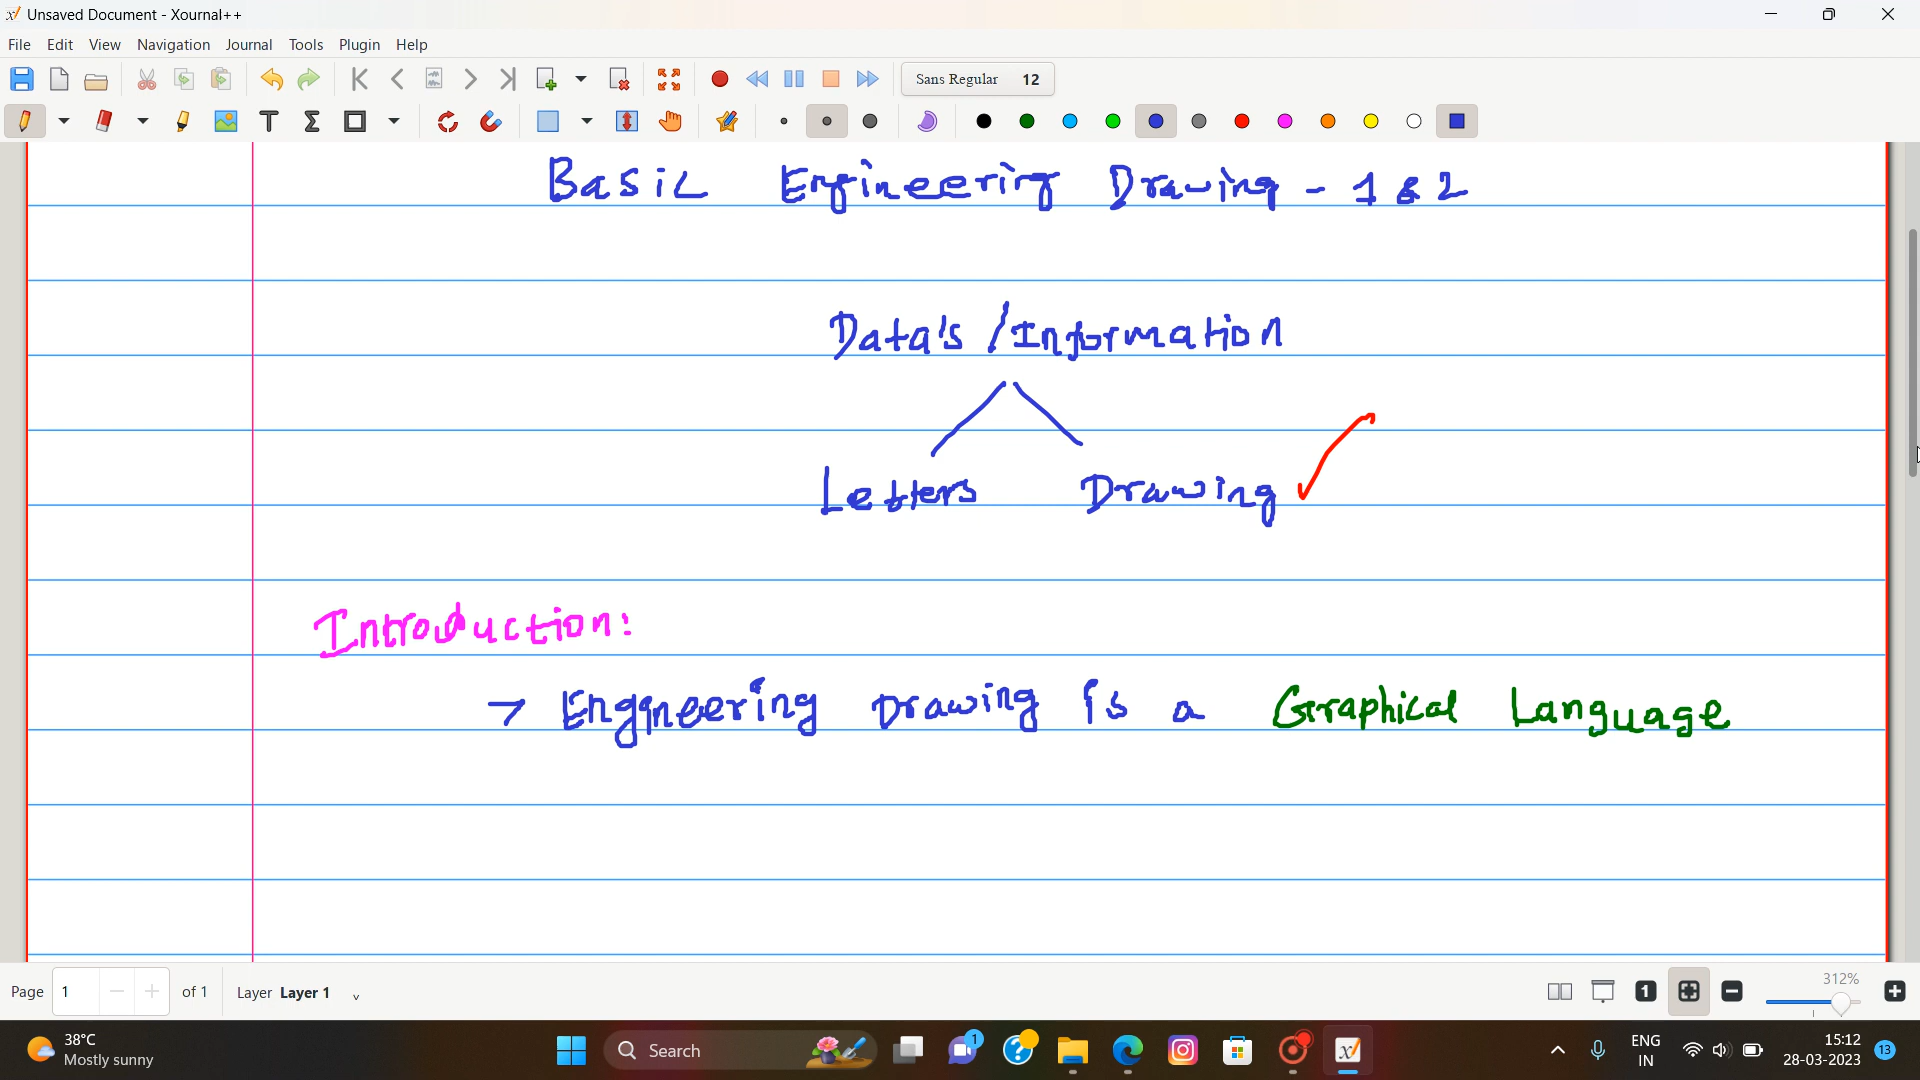 Unsaved Document - Xournal++
File Edit View Navigation Journal Tools Plugin Help
Sans Regular 12
Basic Engineering Drawing - 1 & 2
Data's / Information
Letters Drawing
Introduction:
→ Engineering Drawing is a Graphical Language
Page 1 of 1 Layer Layer 1 312%
38°C
Mostly sunny
Search
1
ENG
IN
15:12
28-03-2023
13